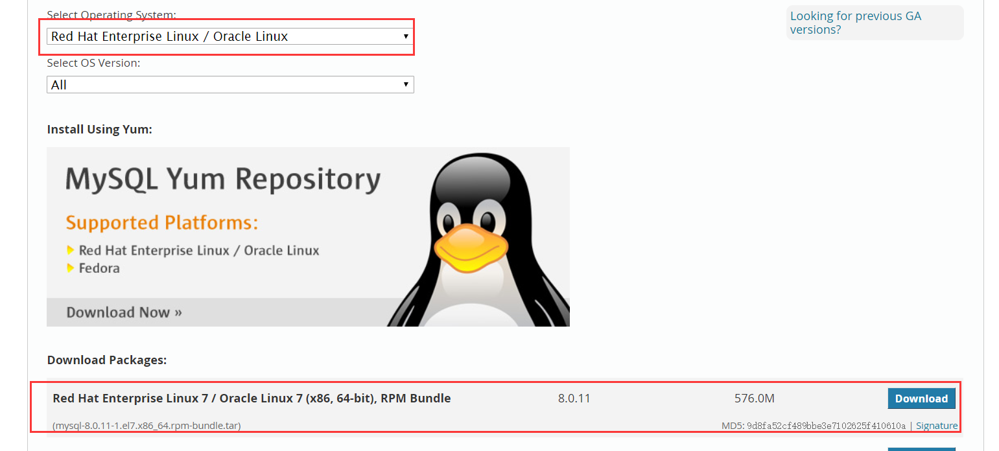 Select Operating System:
Looking for previous GA
versions?
Red Hat Enterprise Linux / Oracle Linux
Select OS Version:
All
Install Using Yum:
MySQL Yum Repository
Supported Platforms:
Red Hat Enterprise Linux / Oracle Linux
Fedora
Download Now »
Download Packages:
Red Hat Enterprise Linux 7 / Oracle Linux 7 (x86, 64-bit), RPM Bundle 8.0.11 576.0M Download
(mysql-8.0.11-1.el7.x86_64.rpm-bundle.tar) MD5: 9d8fa52cf489bbe3e7102625f410610a | Signature